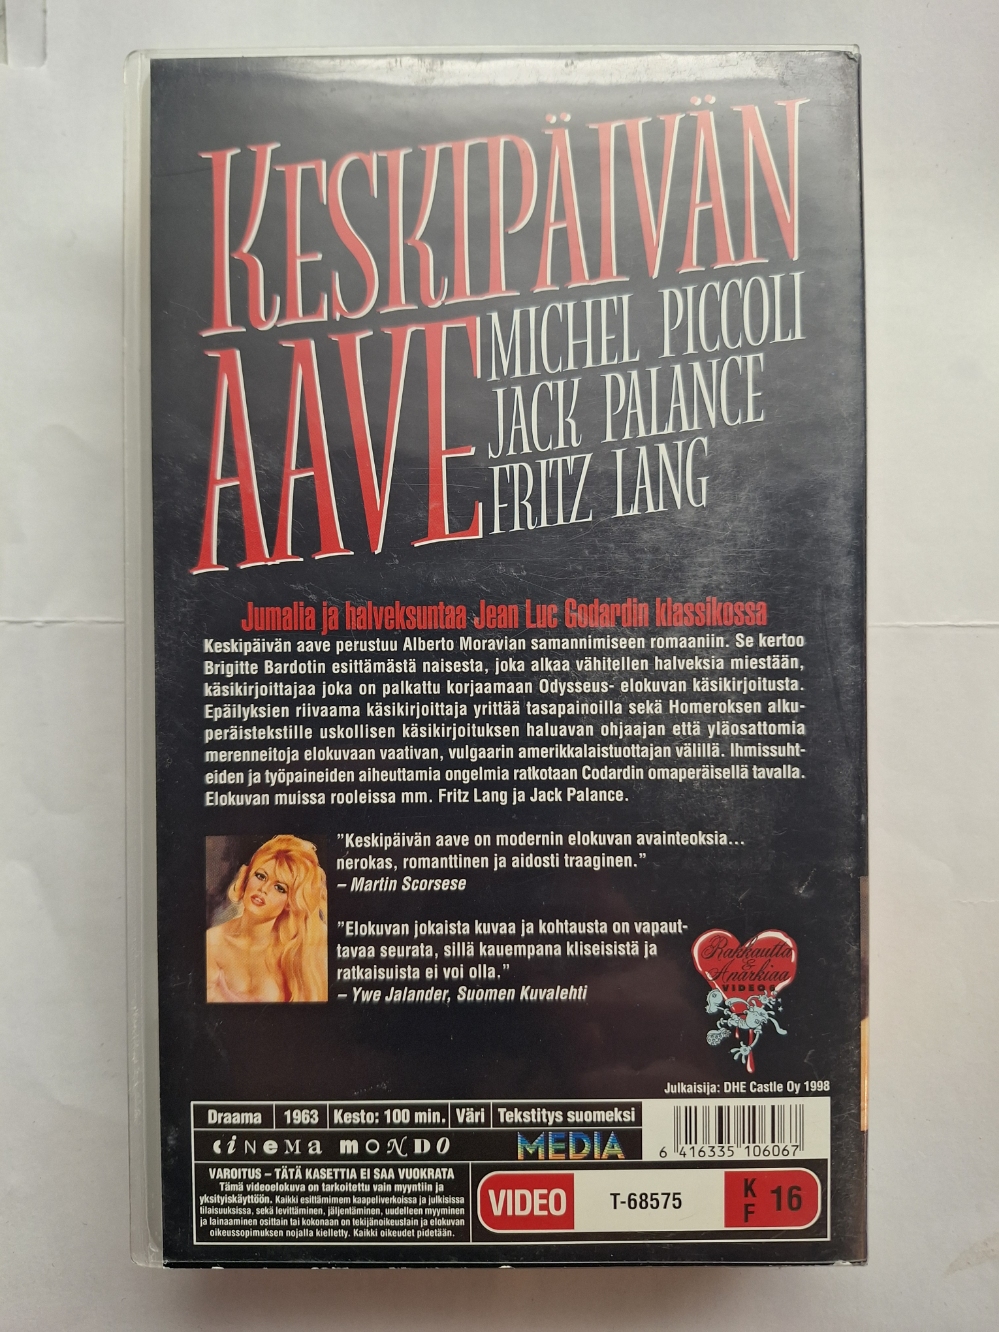 KESKIPÄIVÄN
AAVE
MICHEL PICCOLI
JACK PALANCE
FRITZ LANG
Jumalia ja halveksuntaa Jean Luc Godardin klassikossa
Keskipäivän aave perustuu Alberto Moravian samannimiseen romaaniin. Se kertoo
Brigitte Bardotin esittämästä naisesta, joka alkaa vähitellen halveksia miestään,
käsikirjoittajaa joka on palkattu korjaamaan Odysseus- elokuvan käsikirjoitusta.
Epäilyksien riivaama käsikirjoittaja yrittää tasapainoilla sekä Homeroksen alku-
peräistekstille uskollisen käsikirjoituksen haluavan ohjaajan että yläosattomia
merenneitoja elokuvaan vaativan, vulgaarin amerikkalaistuottajan välillä. Ihmissuht-
eiden ja työpaineiden aiheuttamia ongelmia ratkotaan Codardin omaperäisellä tavalla.
Elokuvan muissa rooleissa mm. Fritz Lang ja Jack Palance.
"Keskipäivän aave on modernin elokuvan avainteoksia...
nerokas, romanttinen ja aidosti traaginen."
– Martin Scorsese
"Elokuvan jokaista kuvaa ja kohtausta on vapaut-
tavaa seurata, sillä kauempana kliseisistä ja
ratkaisuista ei voi olla."
– Ywe Jalander, Suomen Kuvalehti
Rakkautta
&
Anarkiaa
VIDEOS
Julkaisija: DHE Castle Oy 1998
Draama 1963 Kesto: 100 min. Väri Tekstitys suomeksi
CINEMA MONDO MEDIA
6 416335 106067
VAROITUS – TÄTÄ KASETTIA EI SAA VUOKRATA
Tämä videoelokuva on tarkoitettu vain myyntiin ja
yksityiskäyttöön. Kaikki esittämimem kaapeliverkoissa ja julkisissa
tilaisuuksissa, sekä levittäminen, jäljentäminen, uudelleen myyminen
ja lainaaminen osittain tai kokonaan on tekijänoikeuslain ja elokuvan
oikeussopimuksen nojalla kielletty. Kaikki oikeudet pidetään.
VIDEO T-68575 KF 16